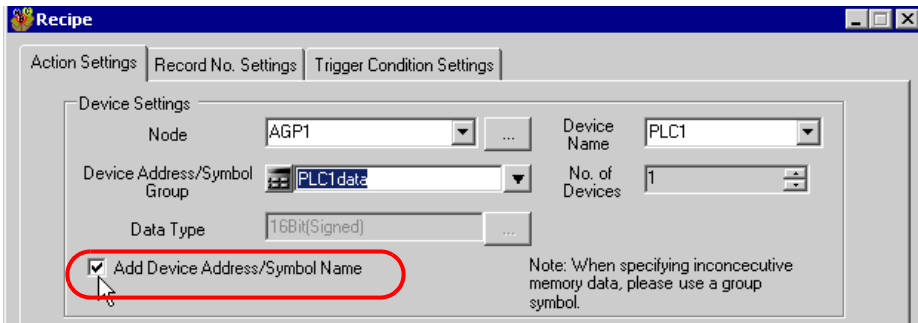 Recipe
Action Settings Record No. Settings Trigger Condition Settings
Device Settings
Node AGP1 ... Device Name PLC1
Device Address/Symbol Group PLC1data No. of Devices 1
Data Type 16Bit(Signed) ...
Add Device Address/Symbol Name
Note: When specifying inconcecutive
memory data, please use a group
symbol.